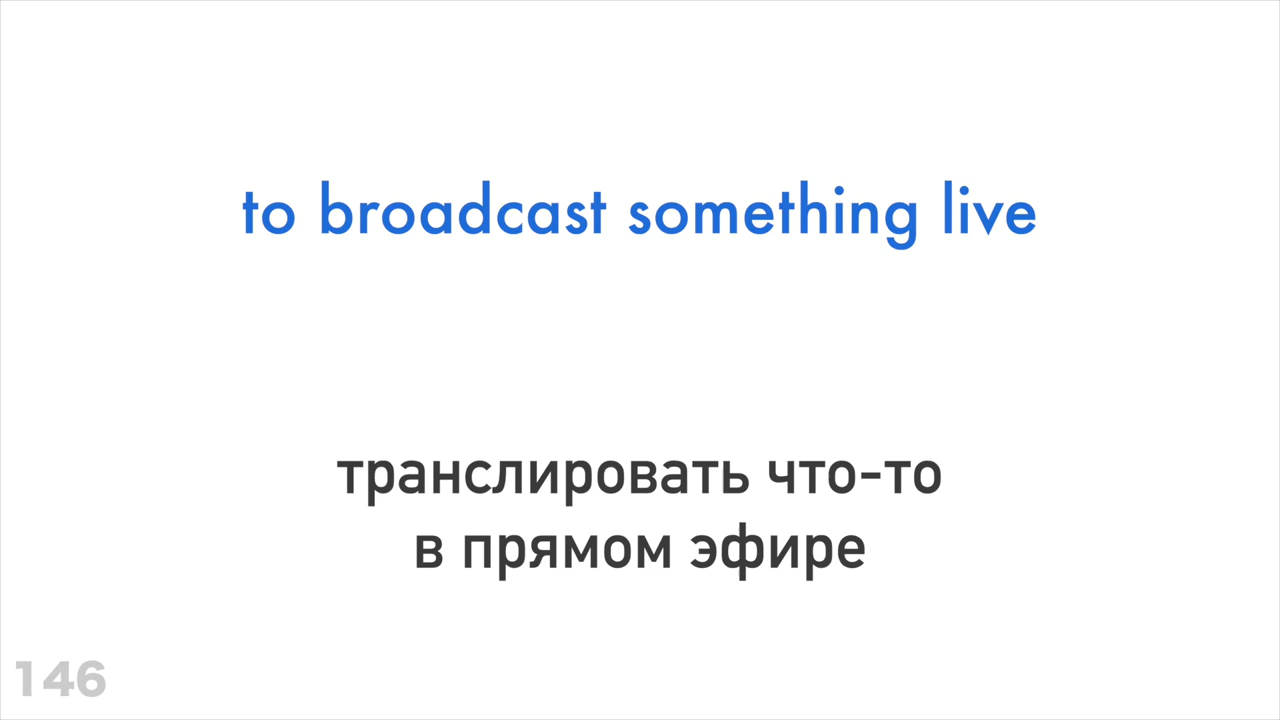 to broadcast something live
транслировать что-то
в прямом эфире
146